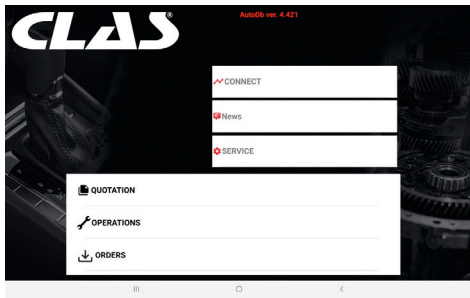 CLAS®
AutoDb ver. 4.421
CONNECT
News
SERVICE
QUOTATION
OPERATIONS
ORDERS